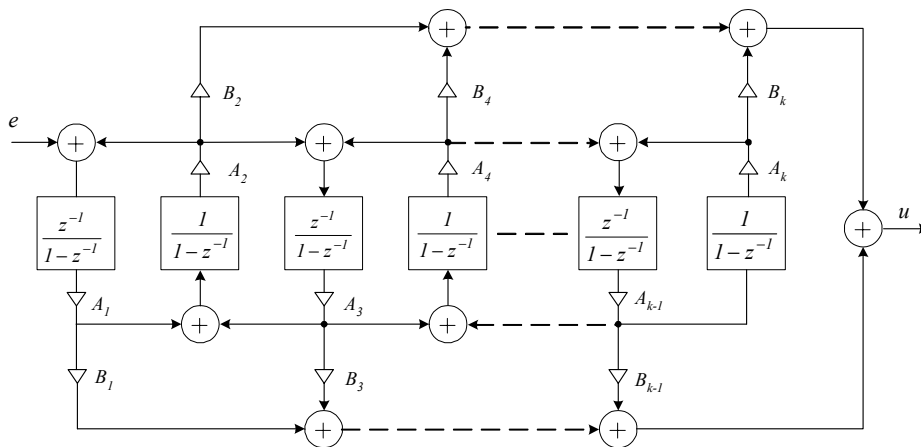 + +
B₂ B₄ Bₖ
e + + +
A₂ A₄ Aₖ
z⁻¹ / 1 − z⁻¹
1 / 1 − z⁻¹
z⁻¹ / 1 − z⁻¹
1 / 1 − z⁻¹
z⁻¹ / 1 − z⁻¹
1 / 1 − z⁻¹
+ u
A₁ A₃ Aₖ₋₁
+ +
B₁ B₃ Bₖ₋₁
+ +